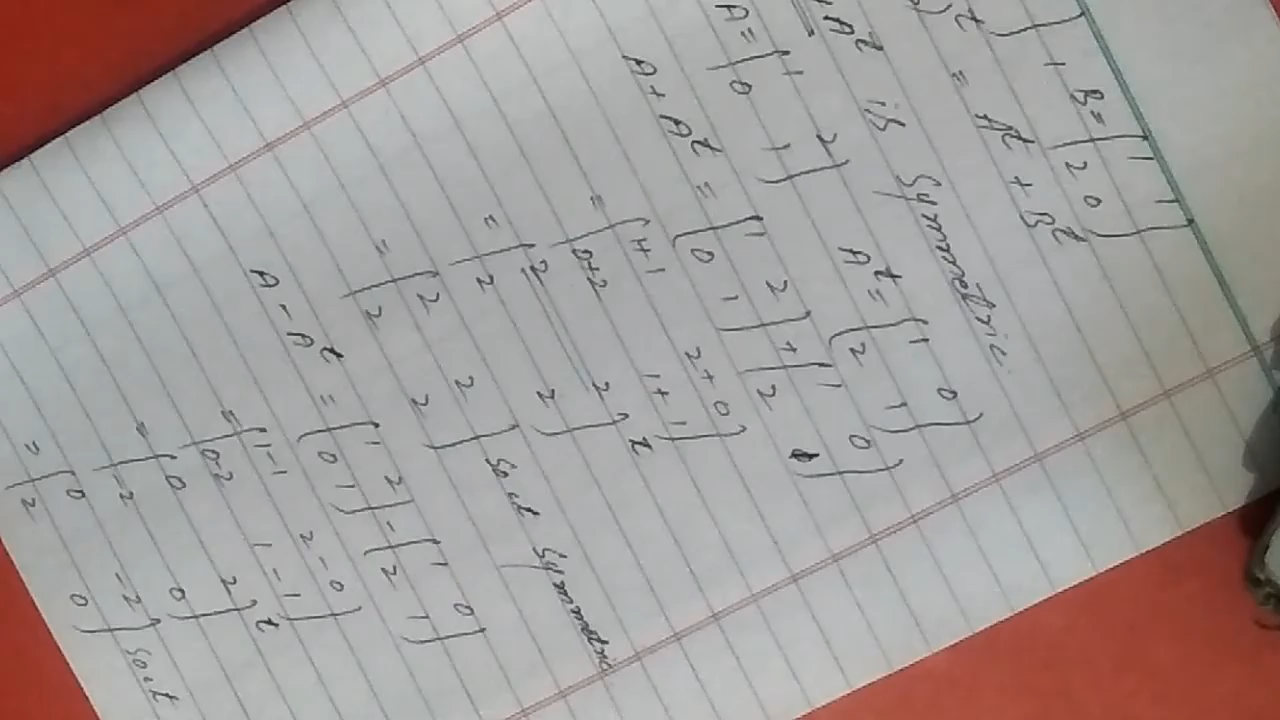 ] B = [ 1 1
1 2 0 ]
)t = At + Bt
At is Symmetric.
A = [ 1 2 At = [ 1 0
0 1 ] 2 1 ]
A + At = [ 1 2 + [ 1 0
0 1 ] 2 ]
= [ 1+1 2+0
0+2 1+1 ]
= [ 2 2 ] t
2 2 ]
= [ 2 2
2 2 ] So it Symmetric
A - At = [ 1 2 - [ 1 0
0 1 ] 2 1 ]
= [ 1-1 2-0
0-2 1-1 ]
= [ 0 2 ] t
-2 0 ]
= [ 0 -2
2 0 ] So it